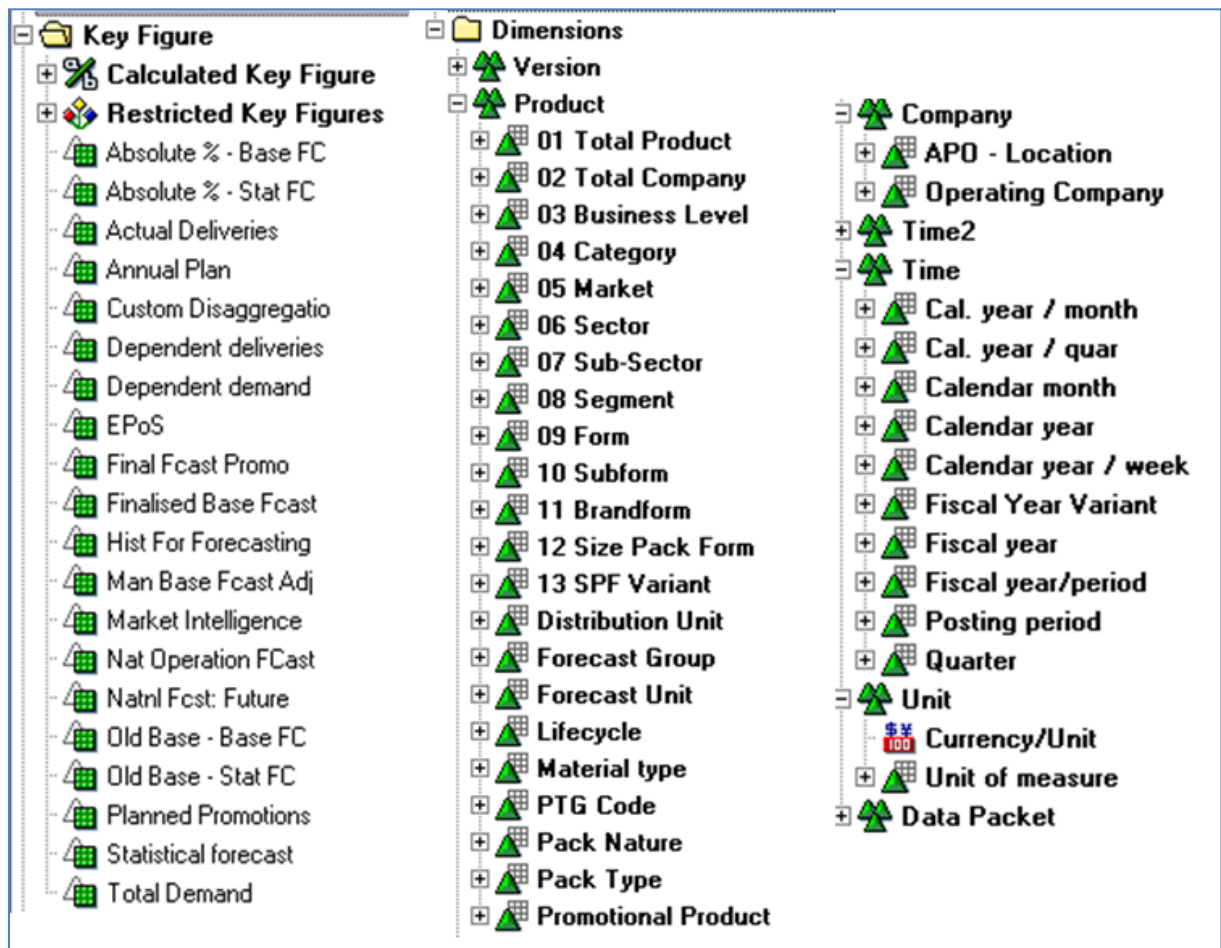 Key Figure
Calculated Key Figure
Restricted Key Figures
Absolute % - Base FC
Absolute % - Stat FC
Actual Deliveries
Annual Plan
Custom Disaggregatio
Dependent deliveries
Dependent demand
EPoS
Final Fcast Promo
Finalised Base Fcast
Hist For Forecasting
Man Base Fcast Adj
Market Intelligence
Nat Operation FCast
Natnl Fcst: Future
Old Base - Base FC
Old Base - Stat FC
Planned Promotions
Statistical forecast
Total Demand
Dimensions
Version
Product
01 Total Product
02 Total Company
03 Business Level
04 Category
05 Market
06 Sector
07 Sub-Sector
08 Segment
09 Form
10 Subform
11 Brandform
12 Size Pack Form
13 SPF Variant
Distribution Unit
Forecast Group
Forecast Unit
Lifecycle
Material type
PTG Code
Pack Nature
Pack Type
Promotional Product
Company
APO - Location
Operating Company
Time2
Time
Cal. year / month
Cal. year / quar
Calendar month
Calendar year
Calendar year / week
Fiscal Year Variant
Fiscal year
Fiscal year/period
Posting period
Quarter
Unit
$¥
100
Currency/Unit
Unit of measure
Data Packet